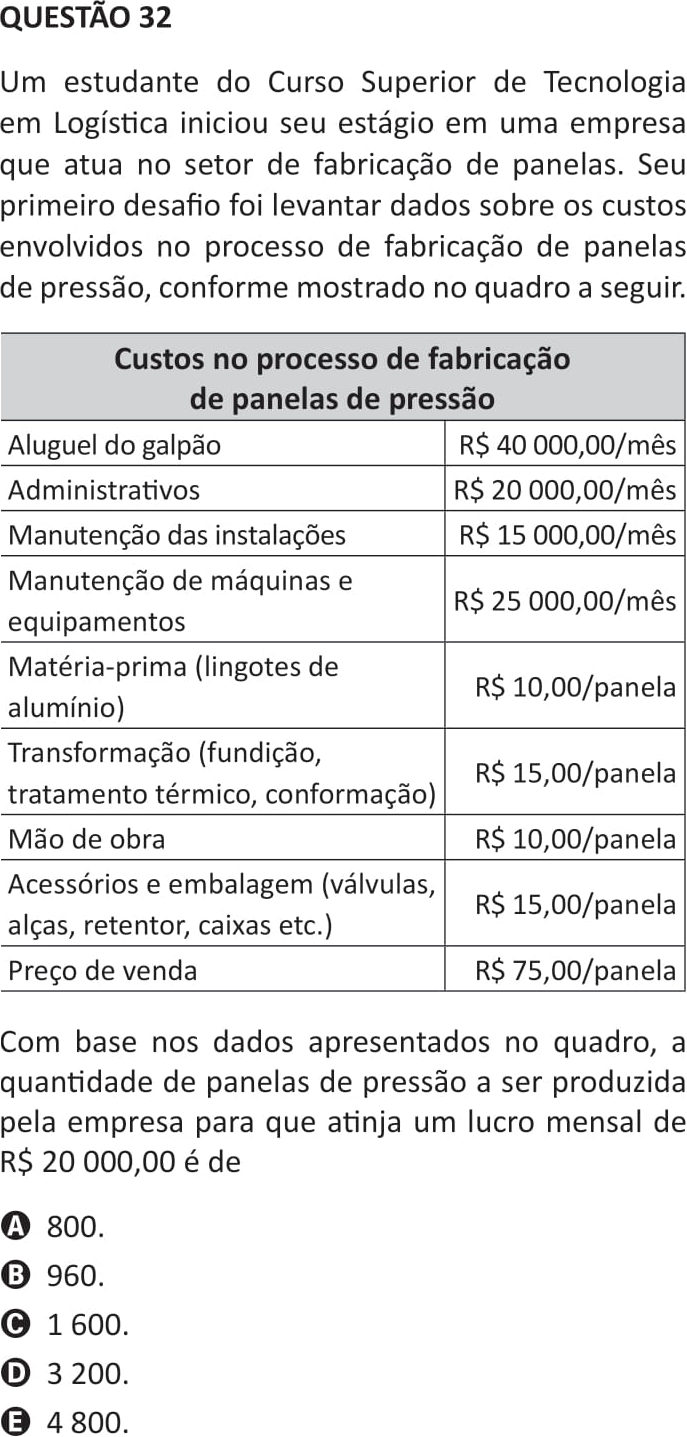 QUESTÃO 32
Um estudante do Curso Superior de Tecnologia
em Logística iniciou seu estágio em uma empresa
que atua no setor de fabricação de panelas. Seu
primeiro desafio foi levantar dados sobre os custos
envolvidos no processo de fabricação de panelas
de pressão, conforme mostrado no quadro a seguir.
Custos no processo de fabricação
de panelas de pressão
Aluguel do galpão R$ 40 000,00/mês
Administrativos R$ 20 000,00/mês
Manutenção das instalações R$ 15 000,00/mês
Manutenção de máquinas e
equipamentos
R$ 25 000,00/mês
Matéria-prima (lingotes de
alumínio)
R$ 10,00/panela
Transformação (fundição,
tratamento térmico, conformação)
R$ 15,00/panela
Mão de obra R$ 10,00/panela
Acessórios e embalagem (válvulas,
alças, retentor, caixas etc.)
R$ 15,00/panela
Preço de venda R$ 75,00/panela
Com base nos dados apresentados no quadro, a
quantidade de panelas de pressão a ser produzida
pela empresa para que atinja um lucro mensal de
R$ 20 000,00 é de
A 800.
B 960.
C 1 600.
D 3 200.
E 4 800.